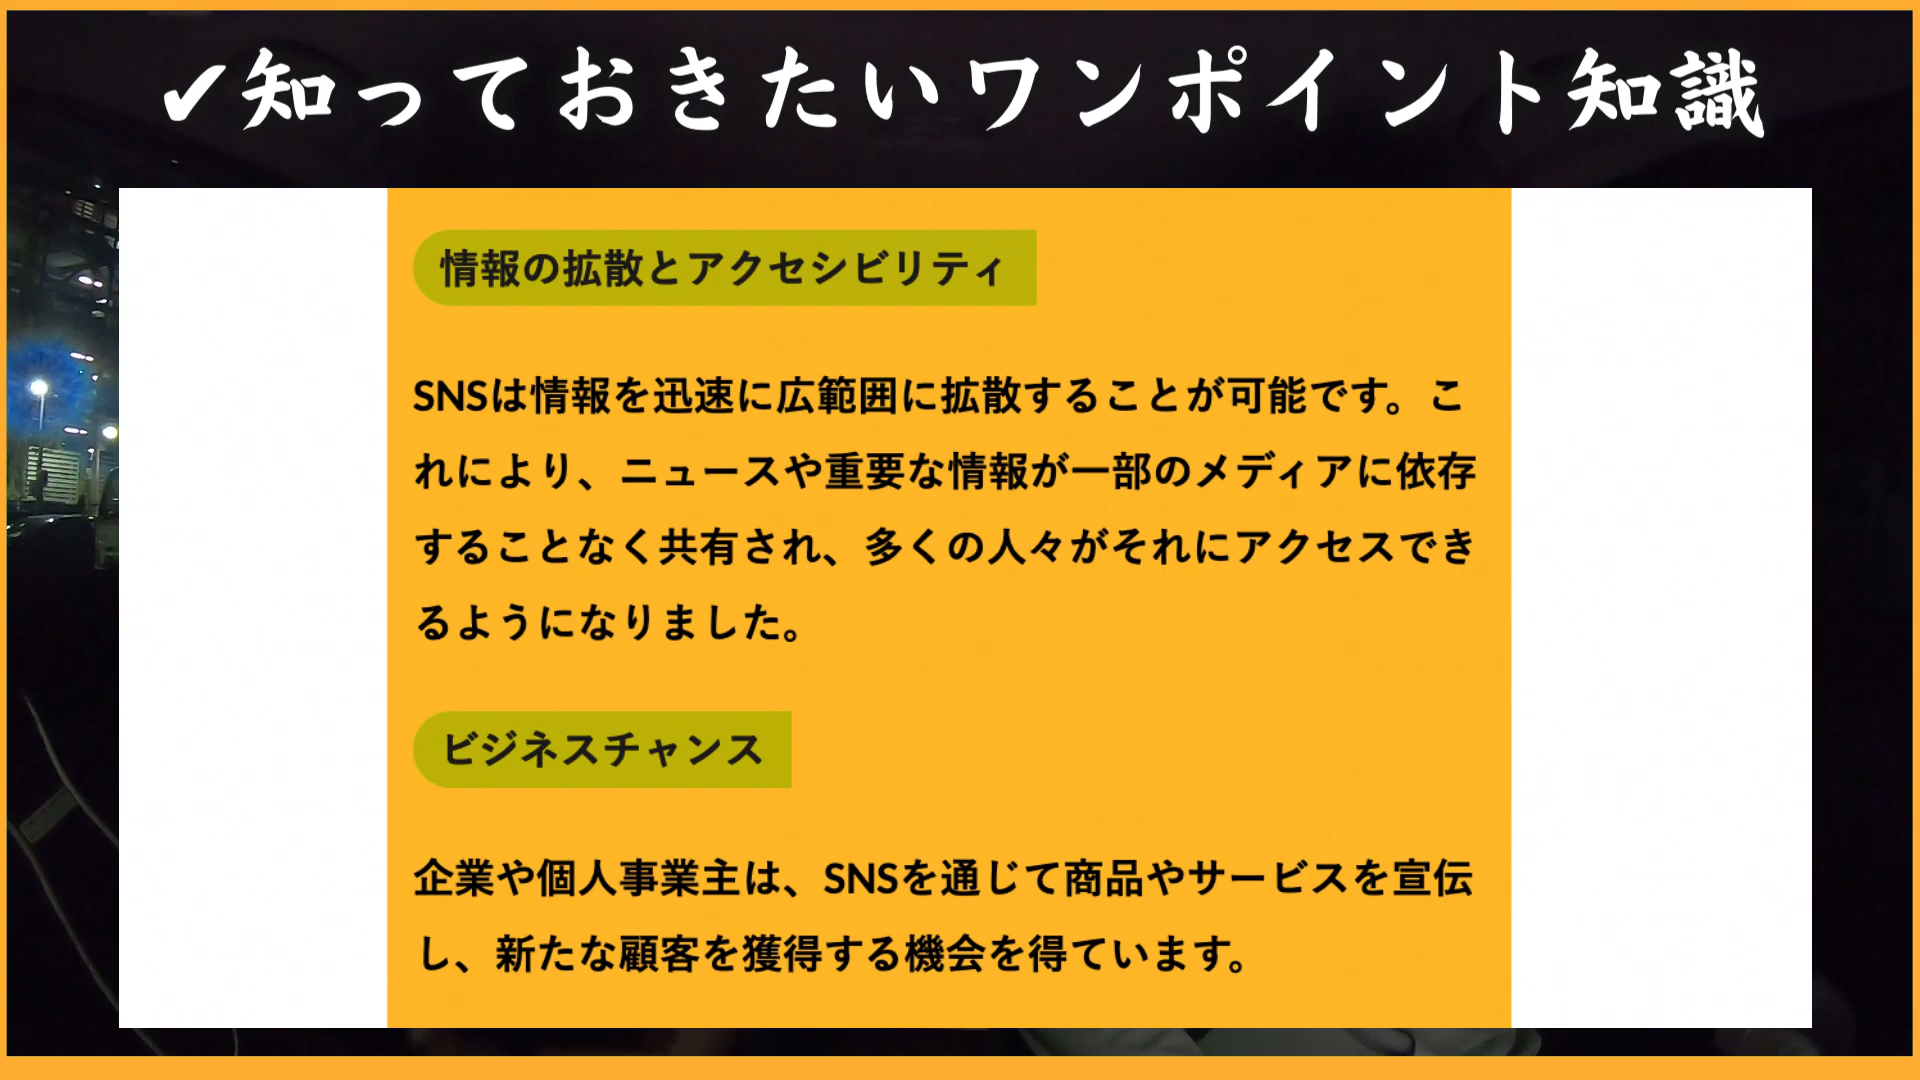 ✓知っておきたいワンポイント知識
情報の拡散とアクセシビリティ
SNSは情報を迅速に広範囲に拡散することが可能です。こ
れにより、ニュースや重要な情報が一部のメディアに依存
することなく共有され、多くの人々がそれにアクセスでき
るようになりました。
ビジネスチャンス
企業や個人事業主は、SNSを通じて商品やサービスを宣伝
し、新たな顧客を獲得する機会を得ています。